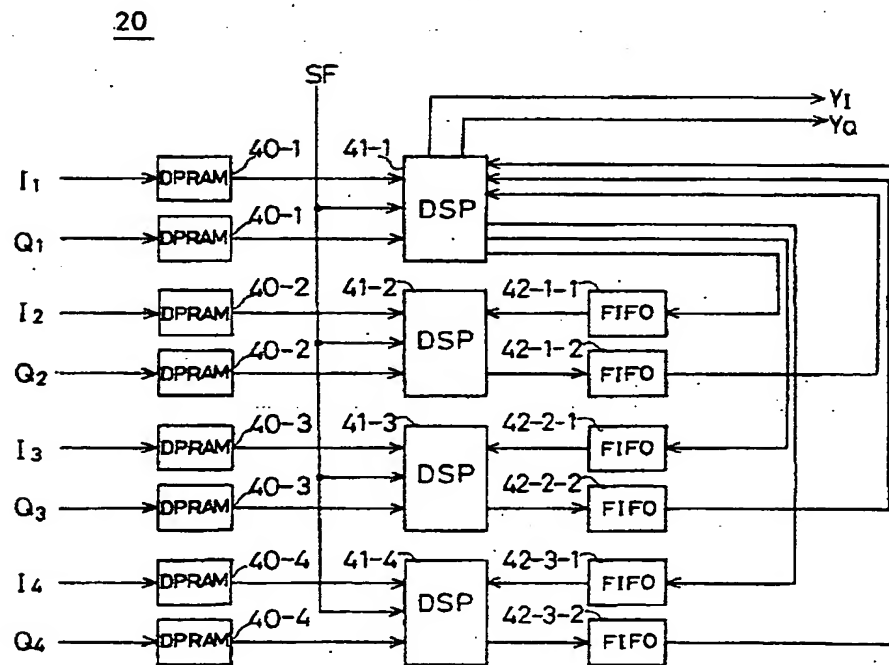 20
SF
YI
YQ
I1 DPRAM 40-1 41-1 DSP
Q1 DPRAM 40-1
I2 DPRAM 40-2 41-2 DSP 42-1-1 FIFO
Q2 DPRAM 40-2 42-1-2 FIFO
I3 DPRAM 40-3 41-3 DSP 42-2-1 FIFO
Q3 DPRAM 40-3 42-2-2 FIFO
I4 DPRAM 40-4 41-4 DSP 42-3-1 FIFO
Q4 DPRAM 40-4 42-3-2 FIFO